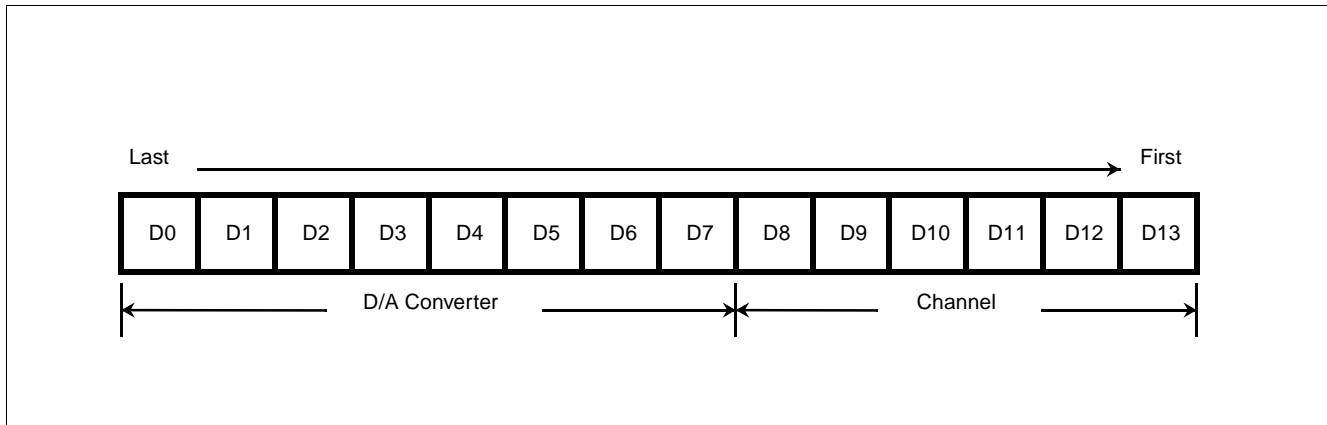 Last First
D0 D1 D2 D3 D4 D5 D6 D7 D8 D9 D10 D11 D12 D13
D/A Converter Channel